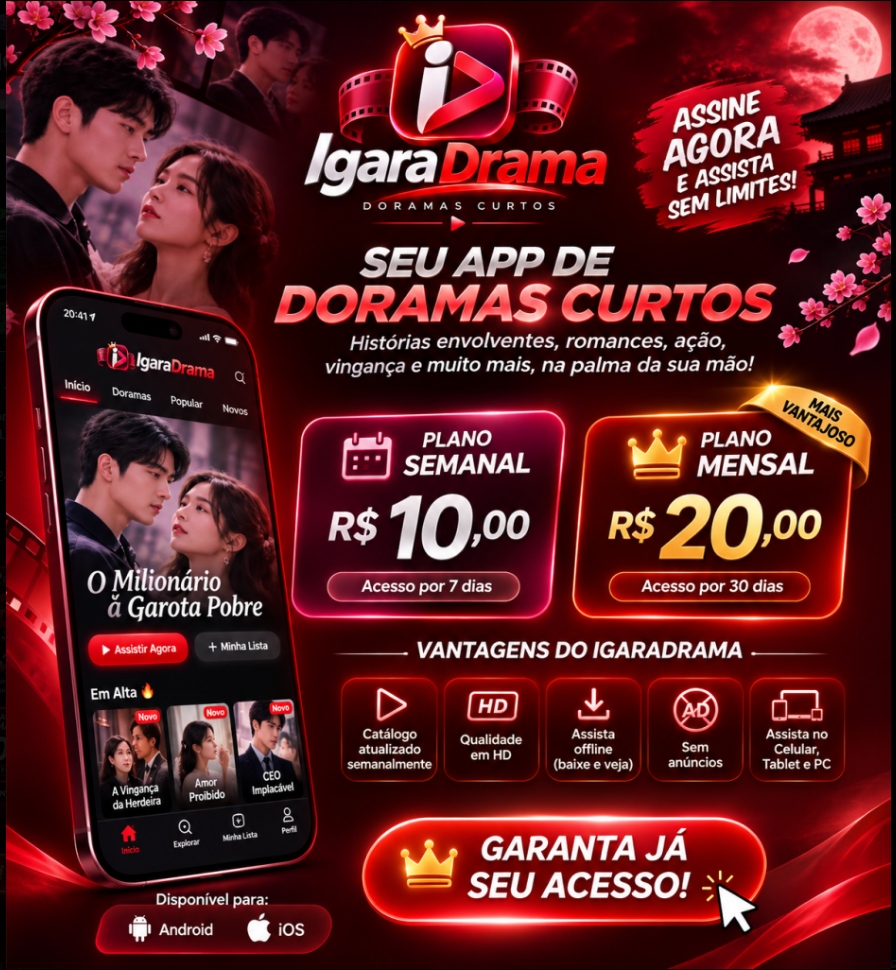 IgaraDrama
DORAMAS CURTOS
ASSINE
AGORA
E ASSISTA
SEM LIMITES!
SEU APP DE
DORAMAS CURTOS
Histórias envolventes, romances, ação,
vingança e muito mais, na palma da sua mão!
20:41
IgaraDrama
Início
Doramas
Popular
Novos
O Milionário
ă Garota Pobre
Assistir Agora
+ Minha Lista
Em Alta 🔥
Novo
A Vingança
da Herdeira
Novo
Amor
Proibido
Novo
CEO
Implacável
Início
Explorar
Minha Lista
Perfil
Disponível para:
Android
iOS
PLANO
SEMANAL
R$ 10,00
Acesso por 7 dias
MAIS
VANTAJOSO
PLANO
MENSAL
R$ 20,00
Acesso por 30 dias
VANTAGENS DO IGARADRAMA
Catálogo
atualizado
semanalmente
HD
Qualidade
em HD
Assista
offline
(baixe e veja)
AD
Sem
anúncios
Assista no
Celular,
Tablet e PC
GARANTA JÁ
SEU ACESSO!